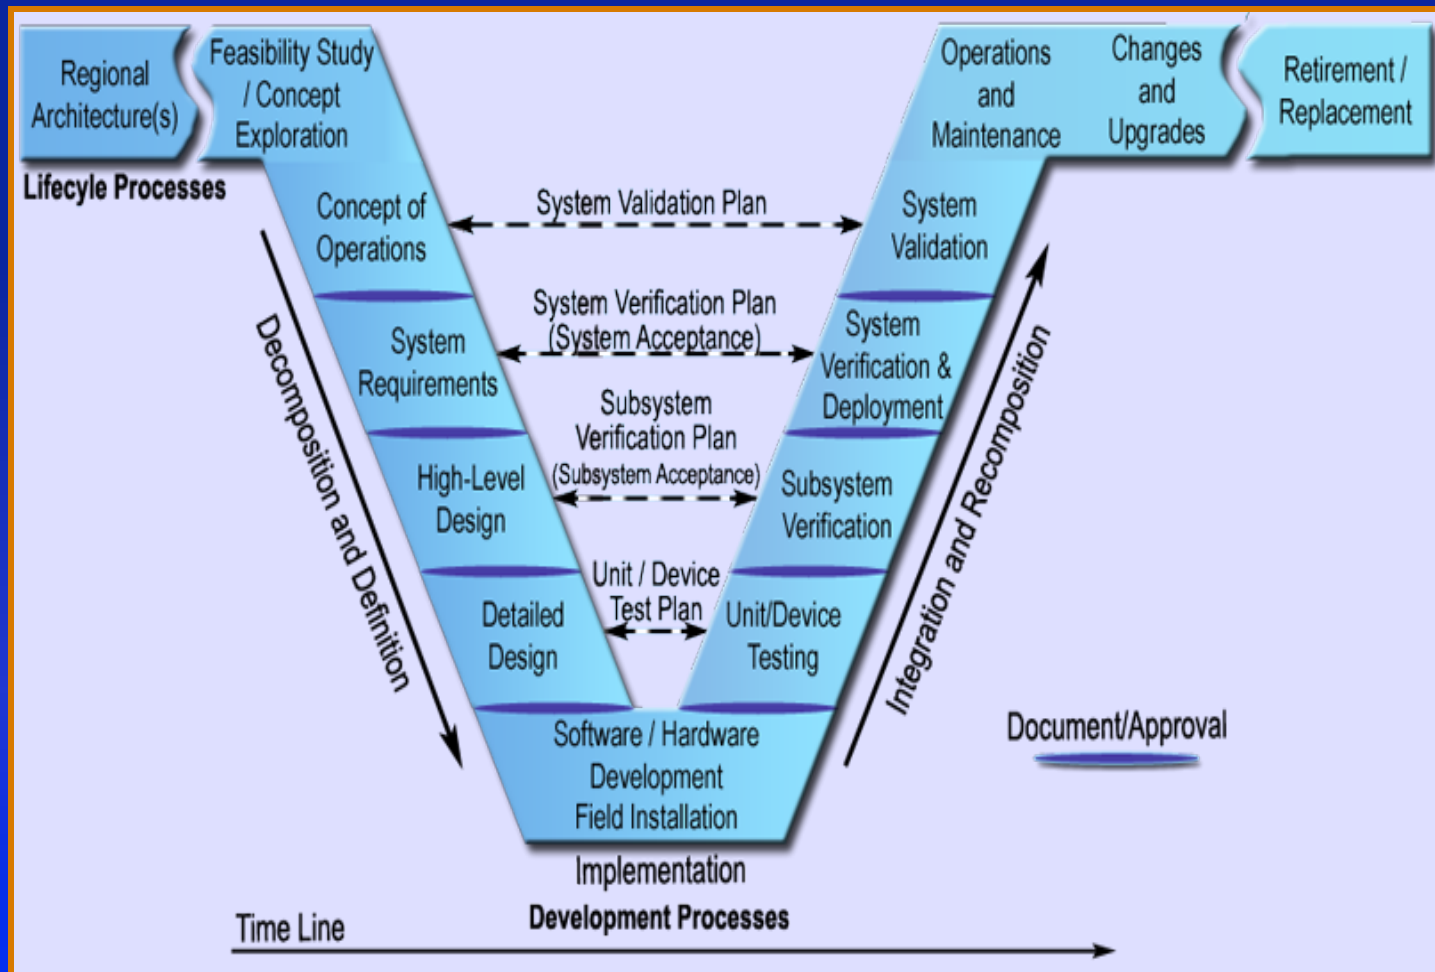 Regional
Architecture(s)
Feasibility Study
/ Concept
Exploration
Operations
and
Maintenance
Changes
and
Upgrades
Retirement /
Replacement
Lifecyle Processes
Concept of
Operations
System Validation Plan
System
Validation
System
Requirements
System Verification Plan
(System Acceptance)
System
Verification &
Deployment
High-Level
Design
Subsystem
Verification Plan
(Subsystem Acceptance)
Subsystem
Verification
Detailed
Design
Unit / Device
Test Plan
Unit/Device
Testing
Decomposition and Definition
Integration and Recomposition
Software / Hardware
Development
Field Installation
Document/Approval
Implementation
Development Processes
Time Line